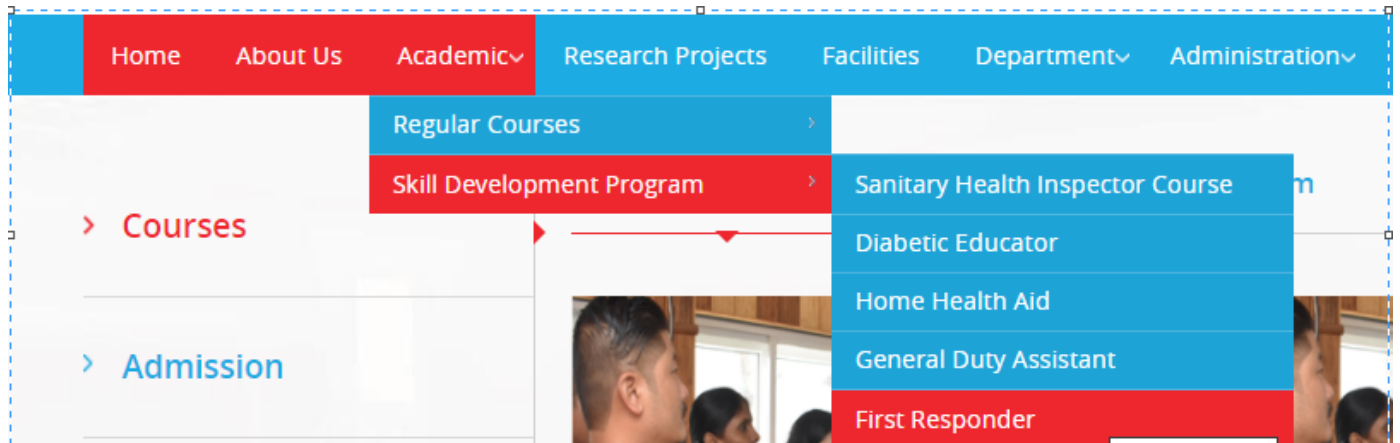 Home About Us Academic Research Projects Facilities Department Administration
Regular Courses
Skill Development Program
Sanitary Health Inspector Course
Diabetic Educator
Home Health Aid
General Duty Assistant
First Responder
Courses
Admission